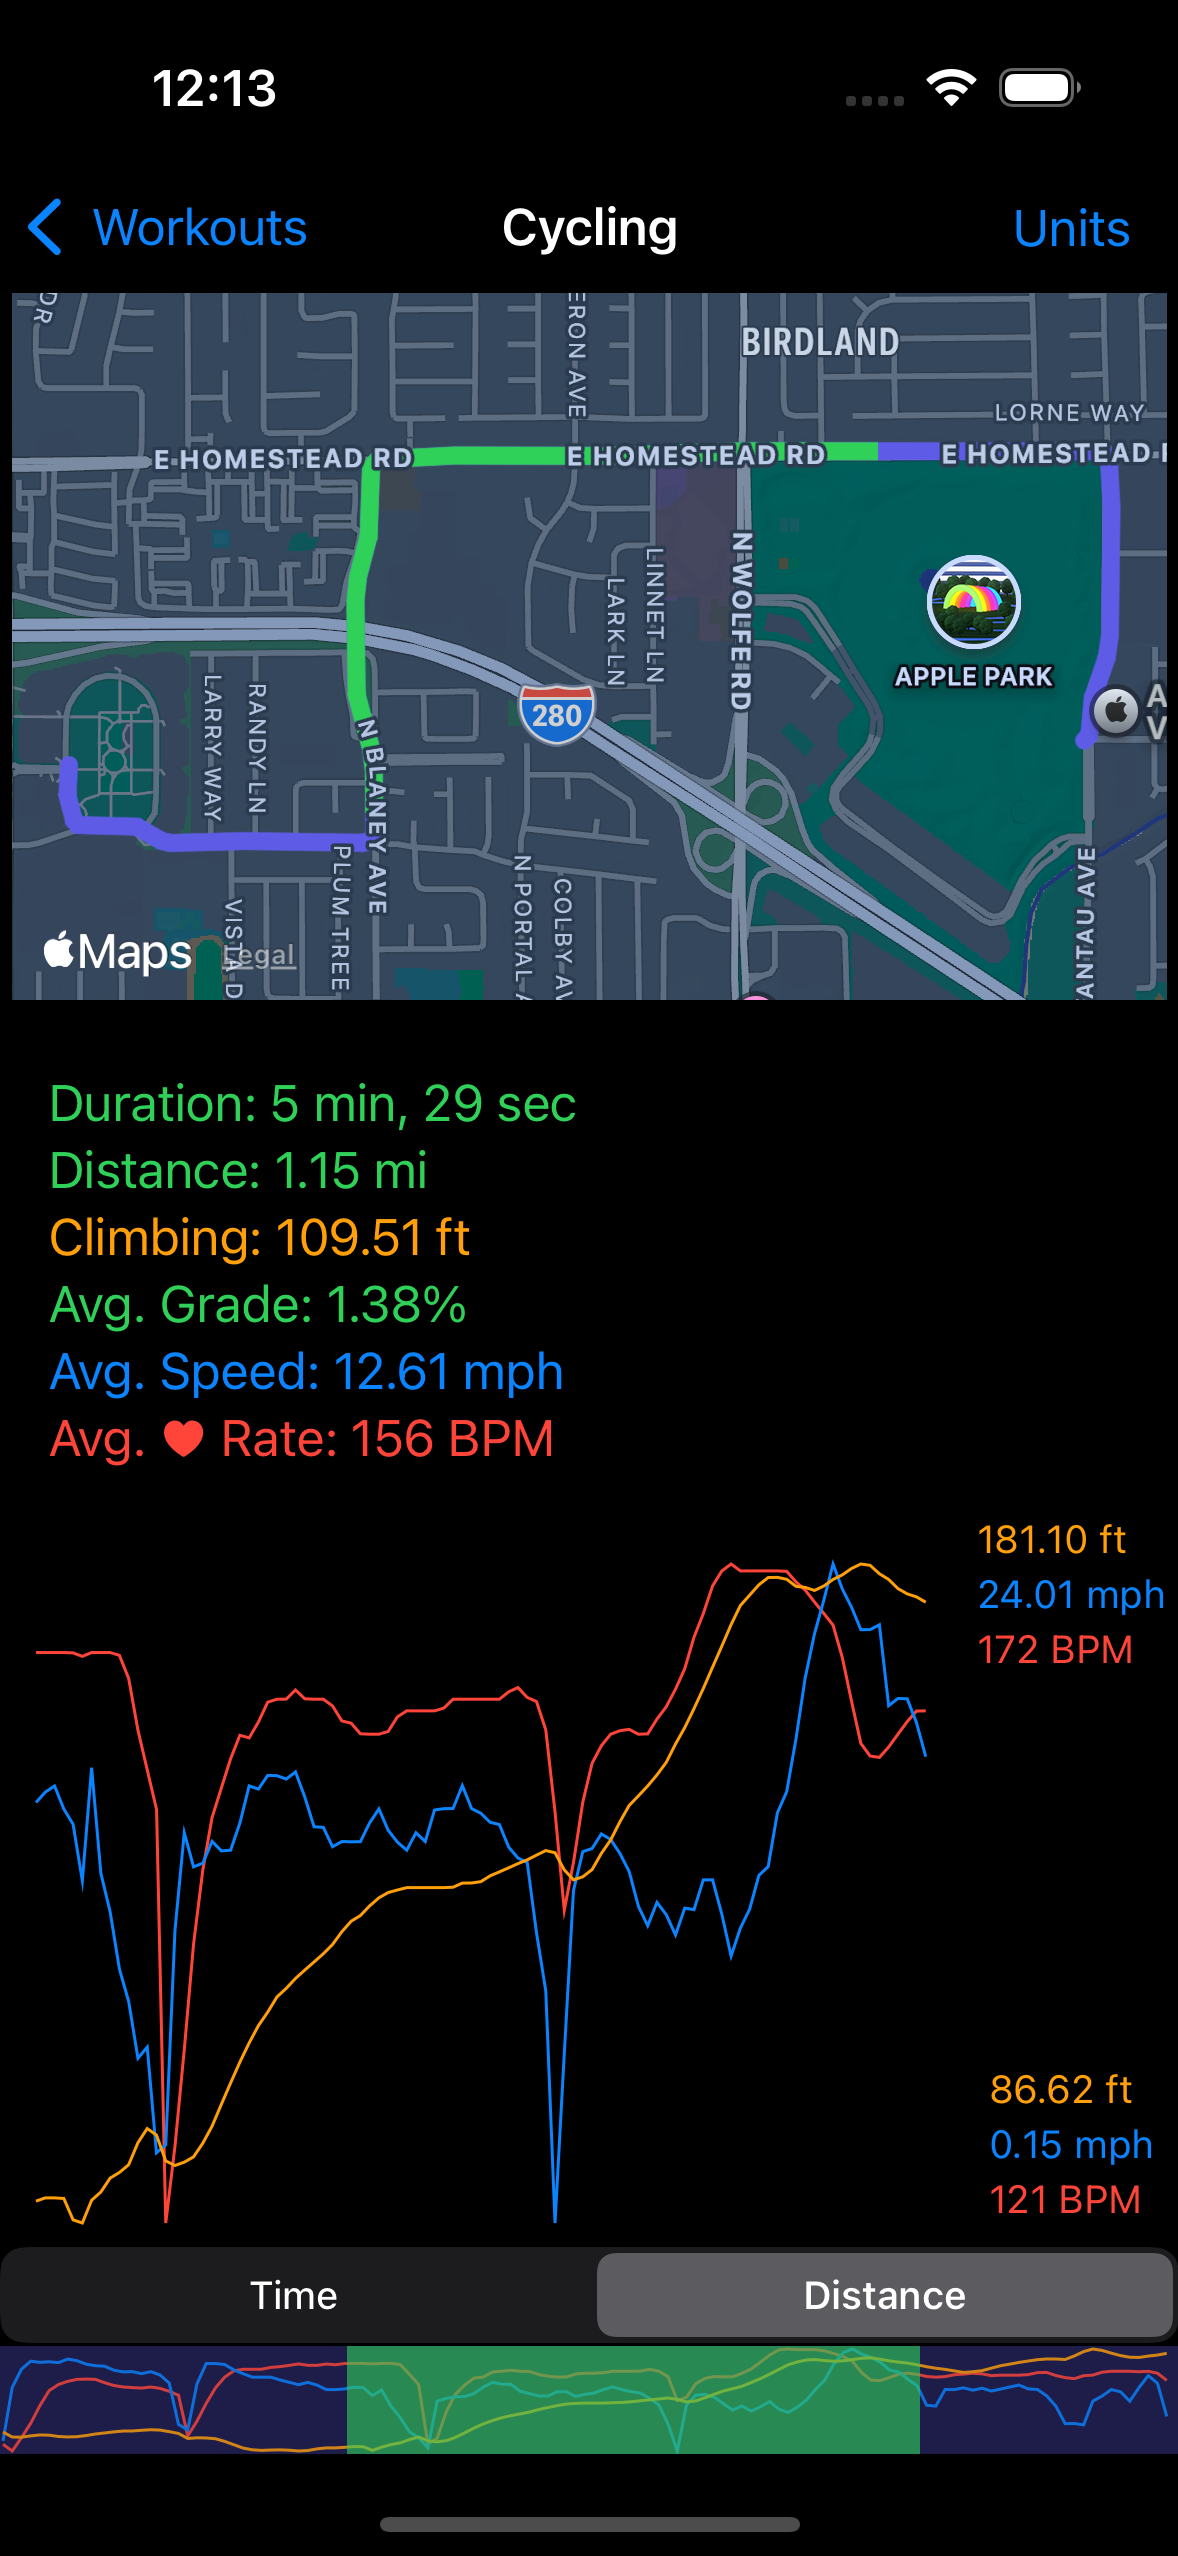 12:13
Workouts
Cycling
Units
DR
ERON AVE
BIRDLAND
LORNE WAY
E HOMESTEAD RD
E HOMESTEAD RD
E HOMESTEAD R
N WOLFE RD
LINNET LN
LARK LN
APPLE PARK
A
V
280
LARRY WAY
RANDY LN
N BLANEY AVE
PLUM TREE
N PORTAL A
COLBY AV
VISTA D
ANTAU AVE
Maps
Legal
Duration: 5 min, 29 sec
Distance: 1.15 mi
Climbing: 109.51 ft
Avg. Grade: 1.38%
Avg. Speed: 12.61 mph
Avg. ♥ Rate: 156 BPM
181.10 ft
24.01 mph
172 BPM
86.62 ft
0.15 mph
121 BPM
Time
Distance